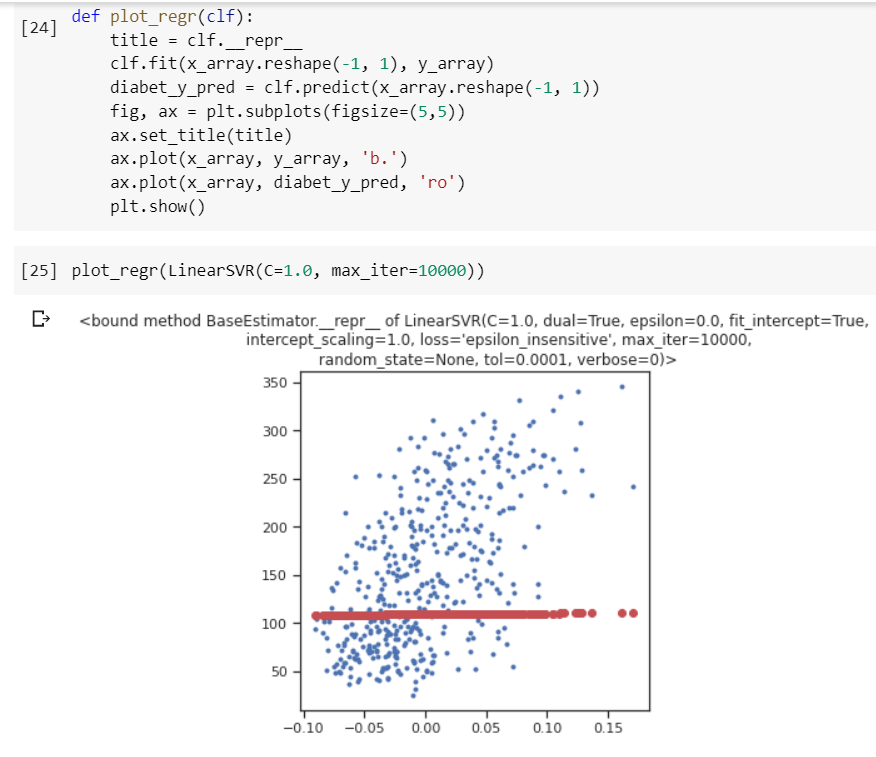 [24] def plot_regr(clf):
title = clf.__repr__
clf.fit(x_array.reshape(-1, 1), y_array)
diabet_y_pred = clf.predict(x_array.reshape(-1, 1))
fig, ax = plt.subplots(figsize=(5,5))
ax.set_title(title)
ax.plot(x_array, y_array, 'b.')
ax.plot(x_array, diabet_y_pred, 'ro')
plt.show()
[25] plot_regr(LinearSVR(C=1.0, max_iter=10000))
<bound method BaseEstimator.__repr__ of LinearSVR(C=1.0, dual=True, epsilon=0.0, fit_intercept=True,
intercept_scaling=1.0, loss='epsilon_insensitive', max_iter=10000,
random_state=None, tol=0.0001, verbose=0)>
350
300
250
200
150
100
50
−0.10 −0.05 0.00 0.05 0.10 0.15